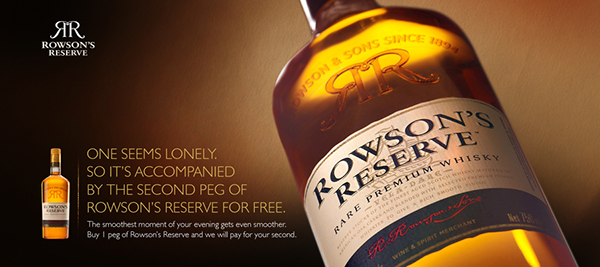 RR
ROWSON'S
RESERVE
ONE SEEMS LONELY.
SO IT'S ACCOMPANIED
BY THE SECOND PEG OF
ROWSON'S RESERVE FOR FREE.
The smoothest moment of your evening gets even smoother.
Buy 1 peg of Rowson's Reserve and we will pay for your second.
ROWSON'S
RESERVE
ROWSON & SONS SINCE 1894
RR
ROWSON'S
RESERVE™
RARE PREMIUM WHISKY
WINE & SPIRIT MERCHANT